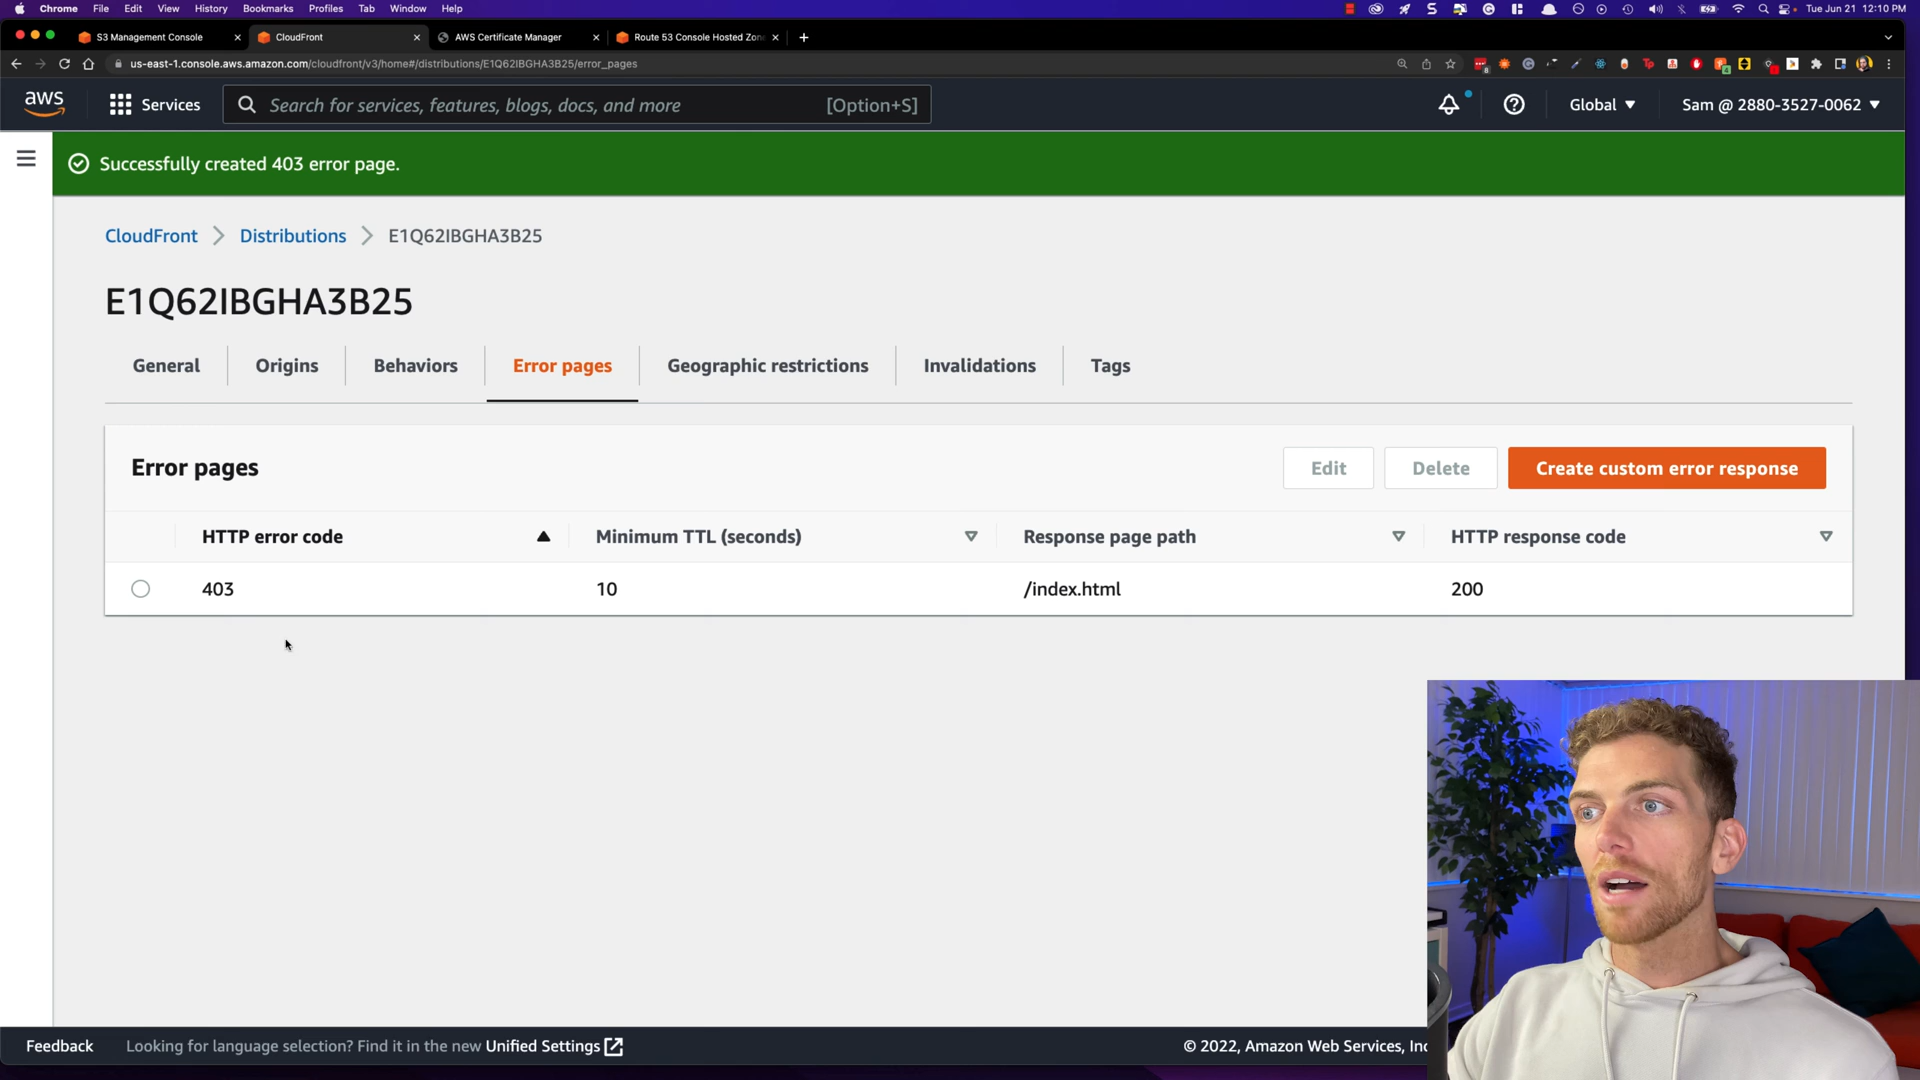 Chrome File Edit View History Bookmarks Profiles Tab Window Help
Tue Jun 21 12:10 PM
S3 Management Console
CloudFront
AWS Certificate Manager
Route 53 Console Hosted Zon
us-east-1.console.aws.amazon.com/cloudfront/v3/home#/distributions/E1Q62IBGHA3B25/error_pages
aws
Services
Search for services, features, blogs, docs, and more [Option+S]
Global
Sam @ 2880-3527-0062
Successfully created 403 error page.
CloudFront
Distributions
E1Q62IBGHA3B25
E1Q62IBGHA3B25
General
Origins
Behaviors
Error pages
Geographic restrictions
Invalidations
Tags
Error pages
Edit
Delete
Create custom error response
HTTP error code
Minimum TTL (seconds)
Response page path
HTTP response code
403
10
/index.html
200
Feedback
Looking for language selection? Find it in the new Unified Settings
© 2022, Amazon Web Services, Inc